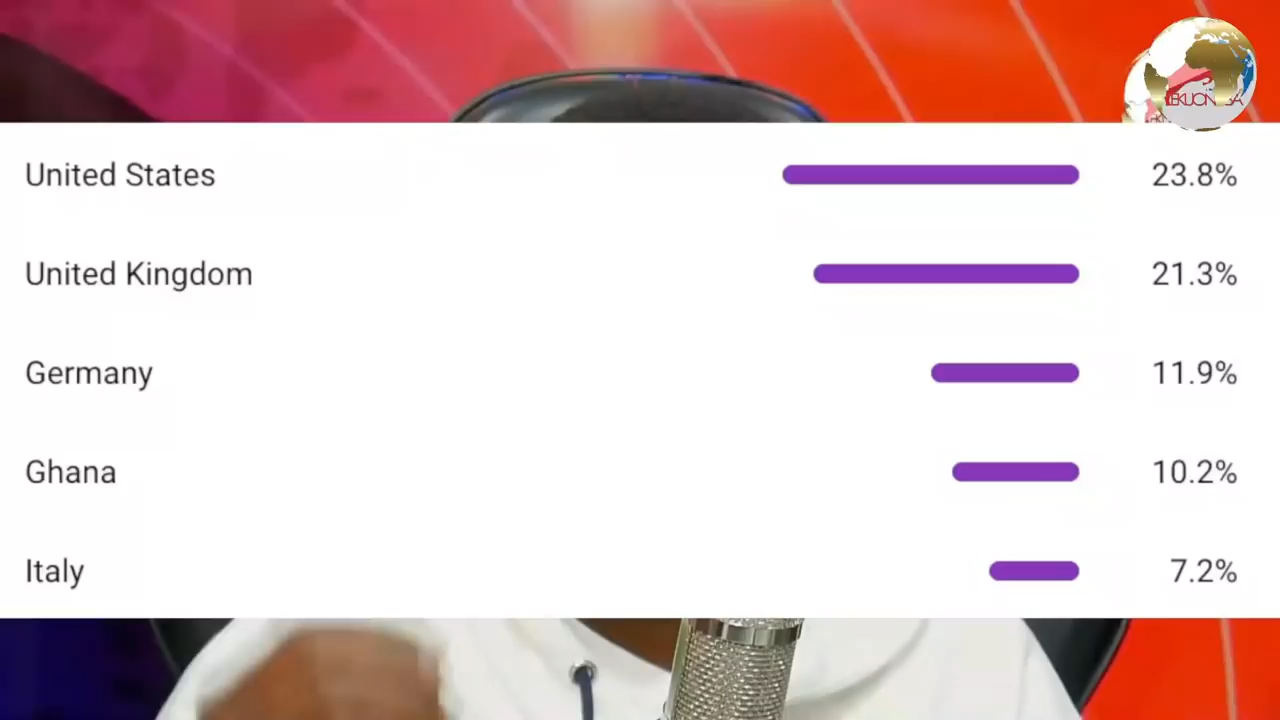 United States 23.8%
United Kingdom 21.3%
Germany 11.9%
Ghana 10.2%
Italy 7.2%